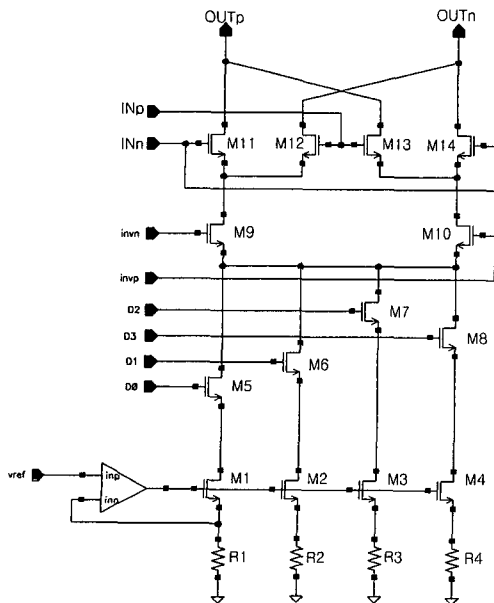 OUTp OUTn
INp
INn M11 M12 M13 M14
invn M9 M10
invp
D2 M7
D3 M8
D1 M6
D0 M5
vref inp M1 M2 M3 M4
inn
R1 R2 R3 R4